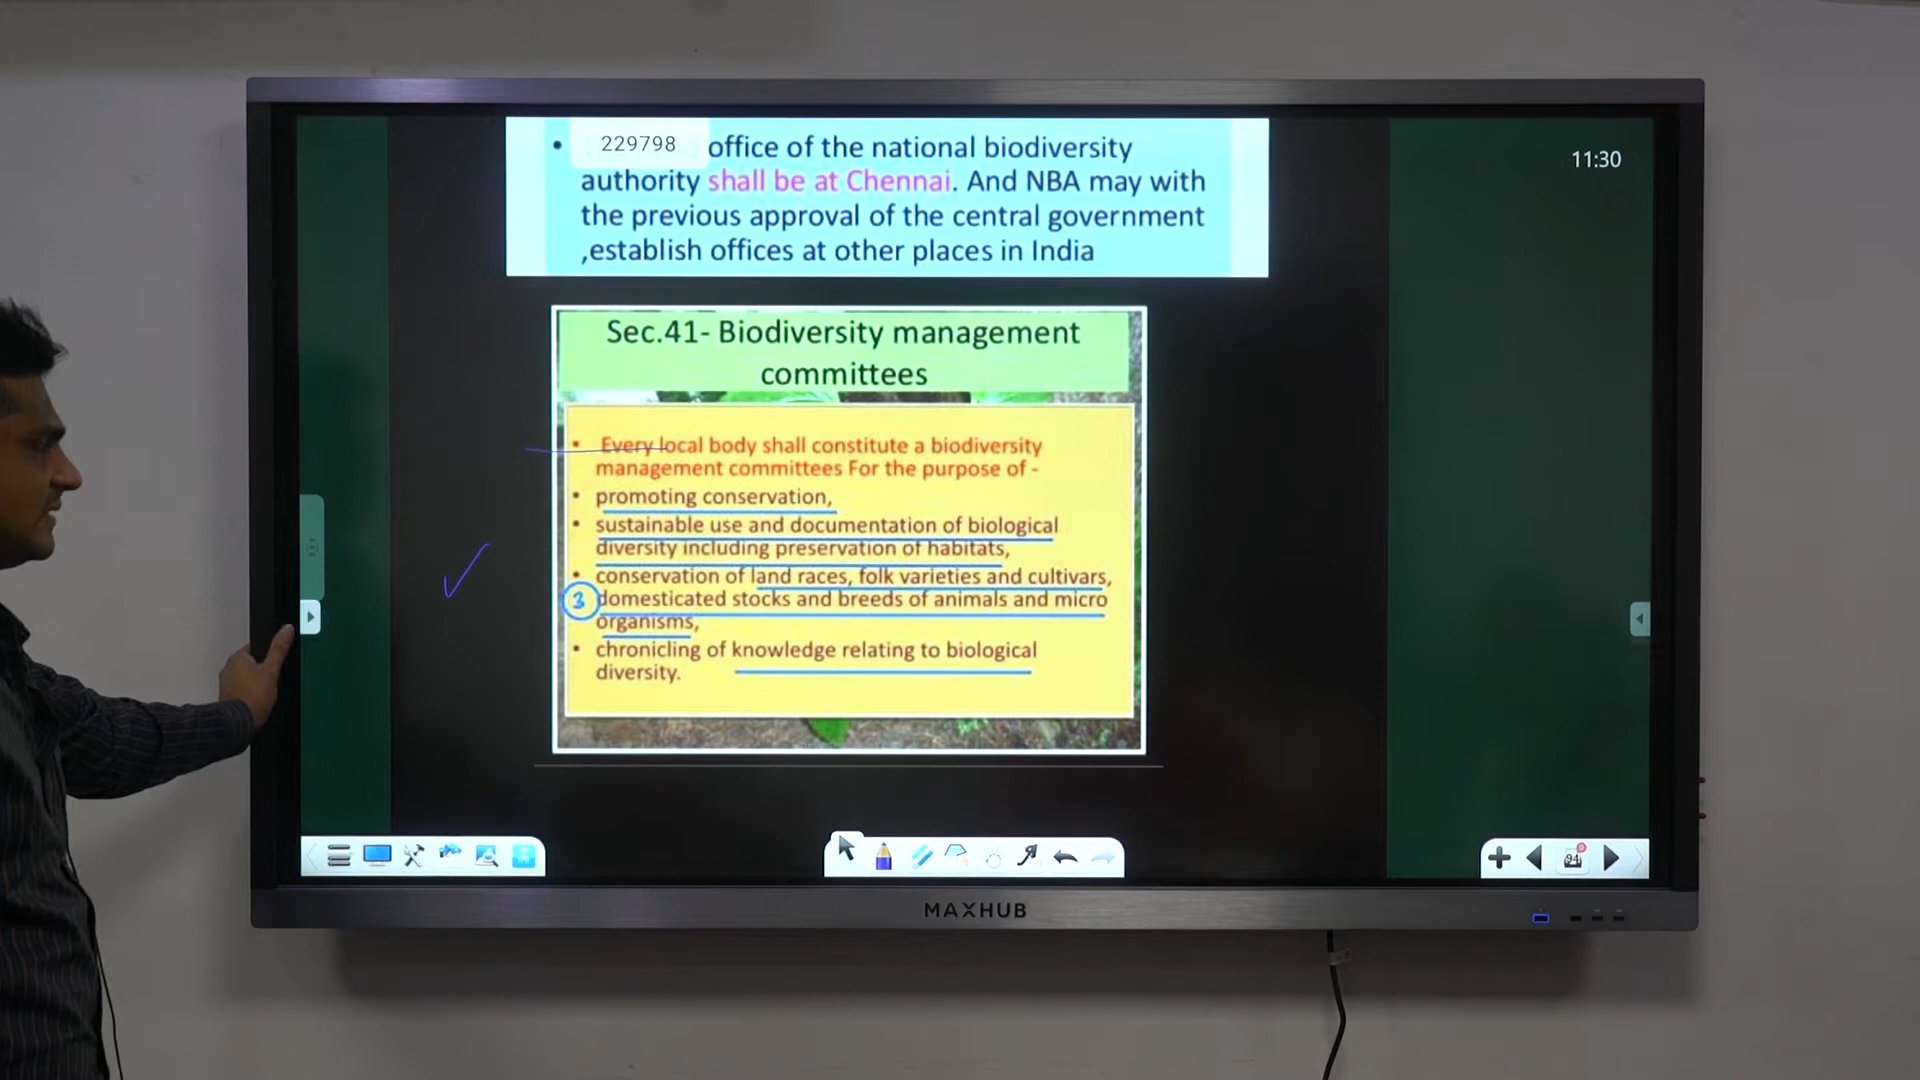 229798
• office of the national biodiversity
authority shall be at Chennai. And NBA may with
the previous approval of the central government
,establish offices at other places in India
11:30
Sec.41- Biodiversity management
committees
• Every local body shall constitute a biodiversity
management committees For the purpose of -
• promoting conservation,
• sustainable use and documentation of biological
diversity including preservation of habitats,
• conservation of land races, folk varieties and cultivars,
3 domesticated stocks and breeds of animals and micro
organisms,
• chronicling of knowledge relating to biological
diversity.
94
MAXHUB